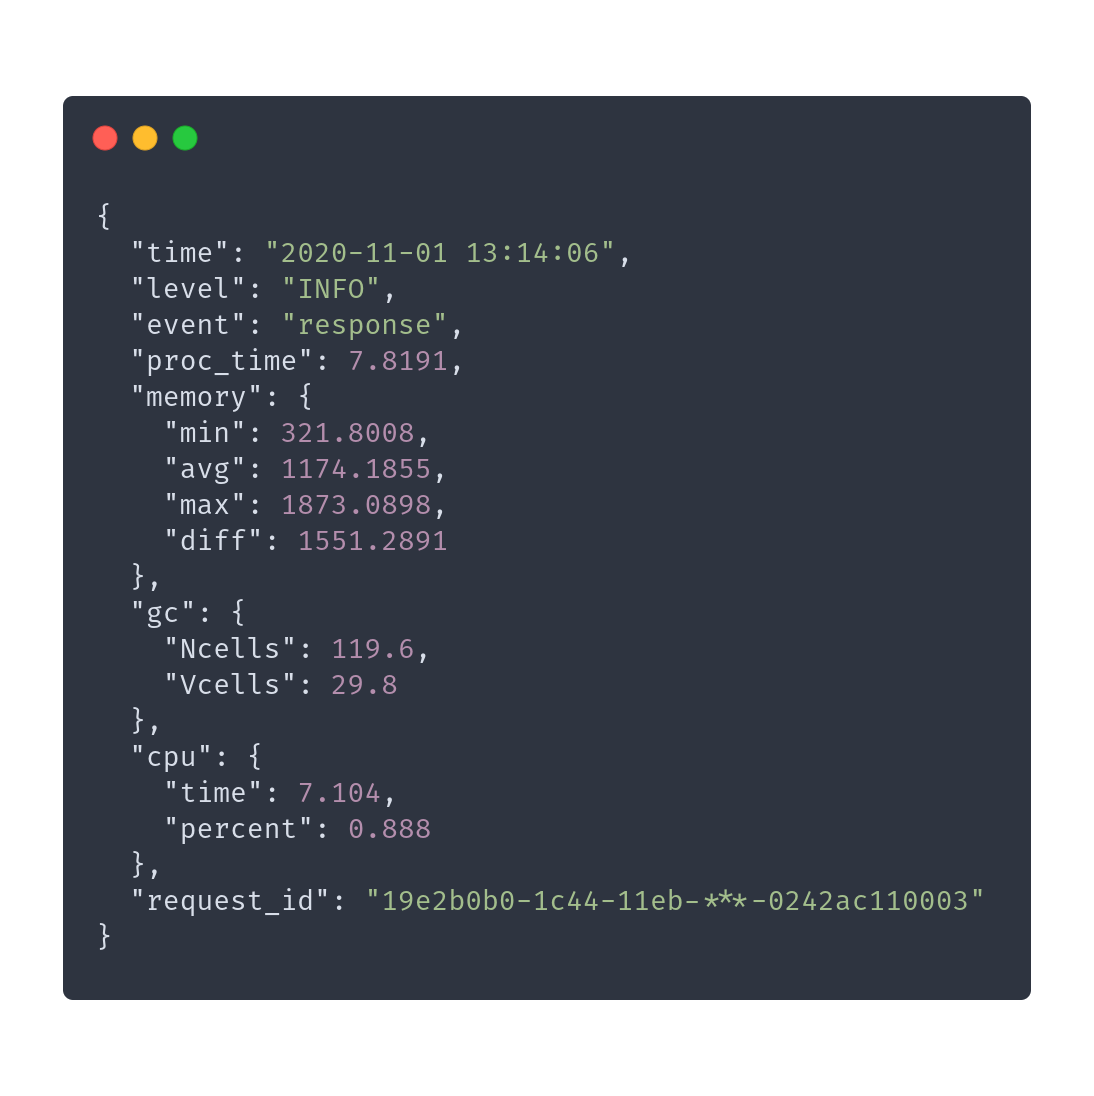 {
  "time": "2020-11-01 13:14:06",
  "level": "INFO",
  "event": "response",
  "proc_time": 7.8191,
  "memory": {
    "min": 321.8008,
    "avg": 1174.1855,
    "max": 1873.0898,
    "diff": 1551.2891
  },
  "gc": {
    "Ncells": 119.6,
    "Vcells": 29.8
  },
  "cpu": {
    "time": 7.104,
    "percent": 0.888
  },
  "request_id": "19e2b0b0-1c44-11eb-***-0242ac110003"
}